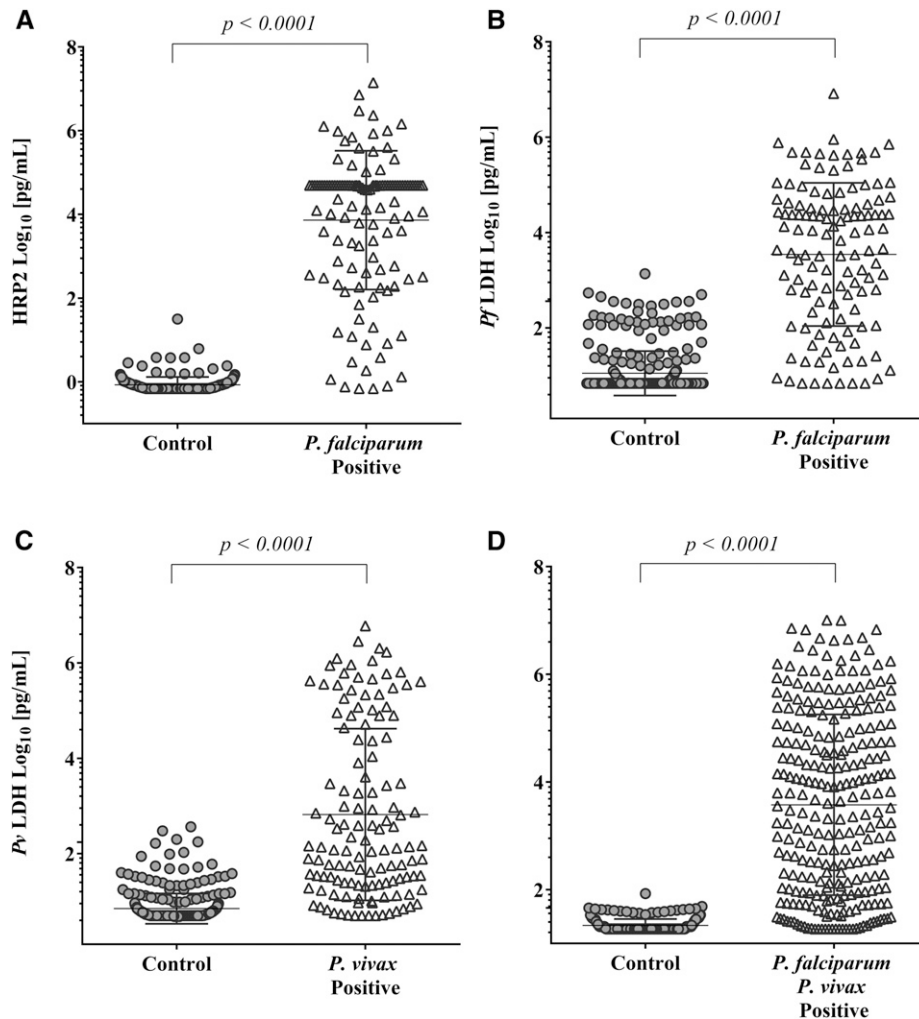 A
p < 0.0001
HRP2 Log10 [pg/mL]
8
6
4
2
0
Control
P. falciparum
Positive
B
p < 0.0001
Pf LDH Log10 [pg/mL]
8
6
4
2
Control
P. falciparum
Positive
C
p < 0.0001
Pv LDH Log10 [pg/mL]
8
6
4
2
Control
P. vivax
Positive
D
p < 0.0001
8
6
4
2
Control
P. falciparum
P. vivax
Positive